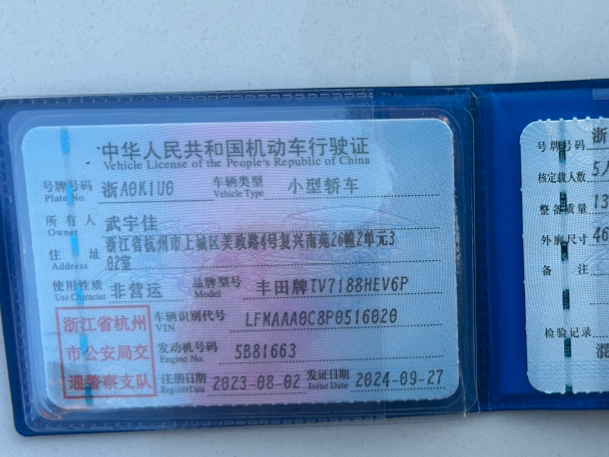 中华人民共和国机动车行驶证
Vehicle License of the People's Republic of China
号牌号码 浙A0K1U0 车辆类型 小型轿车
Plate No. Vehicle Type
所有人 武宇佳
Owner
住址 浙江省杭州市上城区美政路4号复兴南苑26幢2单元3
Address 02室
使用性质 非营运 品牌型号 丰田牌TV7188HEV6P
Use Character Model
浙江省杭州
市公安局交
通警察支队
车辆识别代号 LFMAAA0C8P0516020
VIN
发动机号码 5B81663
Engine No.
注册日期 2023-08-02 发证日期 2024-09-27
Register Date Issue Date
号牌号码 浙
核定载人数 5人
整备质量 13
外廓尺寸 46
备注
检验记录